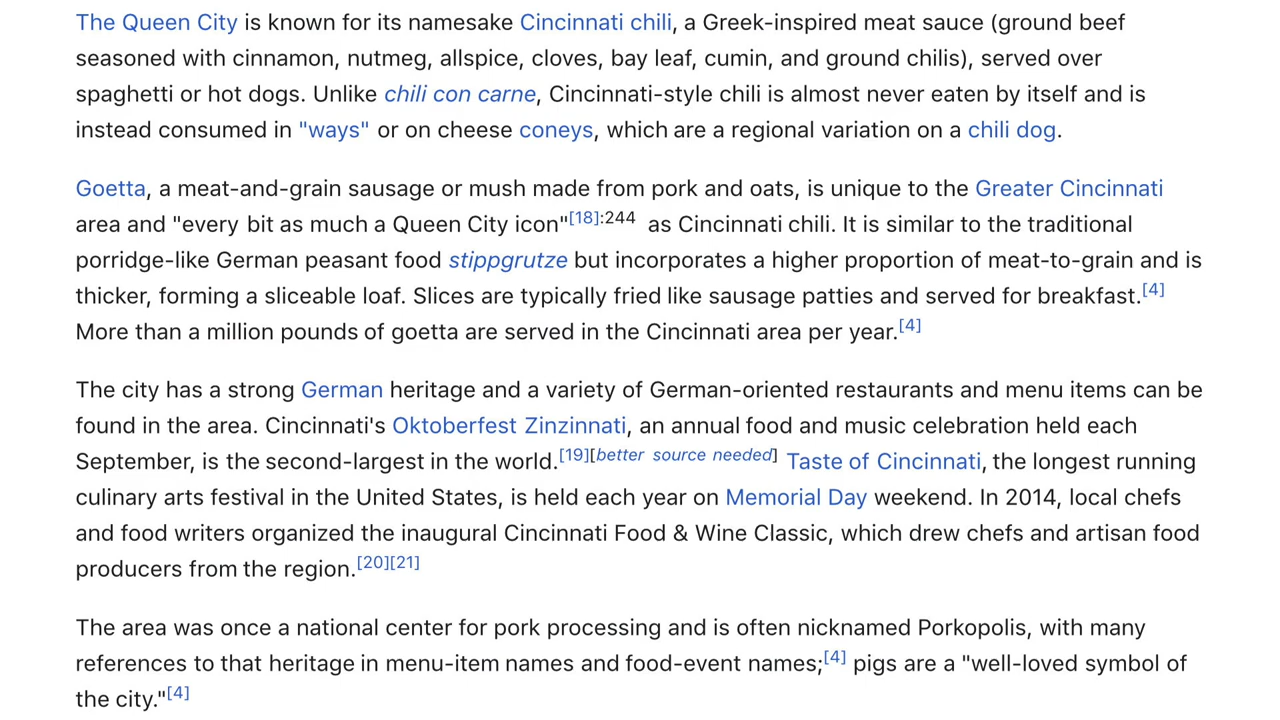 The Queen City is known for its namesake Cincinnati chili, a Greek-inspired meat sauce (ground beef
seasoned with cinnamon, nutmeg, allspice, cloves, bay leaf, cumin, and ground chilis), served over
spaghetti or hot dogs. Unlike chili con carne, Cincinnati-style chili is almost never eaten by itself and is
instead consumed in "ways" or on cheese coneys, which are a regional variation on a chili dog.
Goetta, a meat-and-grain sausage or mush made from pork and oats, is unique to the Greater Cincinnati
area and "every bit as much a Queen City icon"[18]:244 as Cincinnati chili. It is similar to the traditional
porridge-like German peasant food stippgrutze but incorporates a higher proportion of meat-to-grain and is
thicker, forming a sliceable loaf. Slices are typically fried like sausage patties and served for breakfast.[4]
More than a million pounds of goetta are served in the Cincinnati area per year.[4]
The city has a strong German heritage and a variety of German-oriented restaurants and menu items can be
found in the area. Cincinnati's Oktoberfest Zinzinnati, an annual food and music celebration held each
September, is the second-largest in the world.[19][better source needed] Taste of Cincinnati, the longest running
culinary arts festival in the United States, is held each year on Memorial Day weekend. In 2014, local chefs
and food writers organized the inaugural Cincinnati Food & Wine Classic, which drew chefs and artisan food
producers from the region.[20][21]
The area was once a national center for pork processing and is often nicknamed Porkopolis, with many
references to that heritage in menu-item names and food-event names;[4] pigs are a "well-loved symbol of
the city."[4]